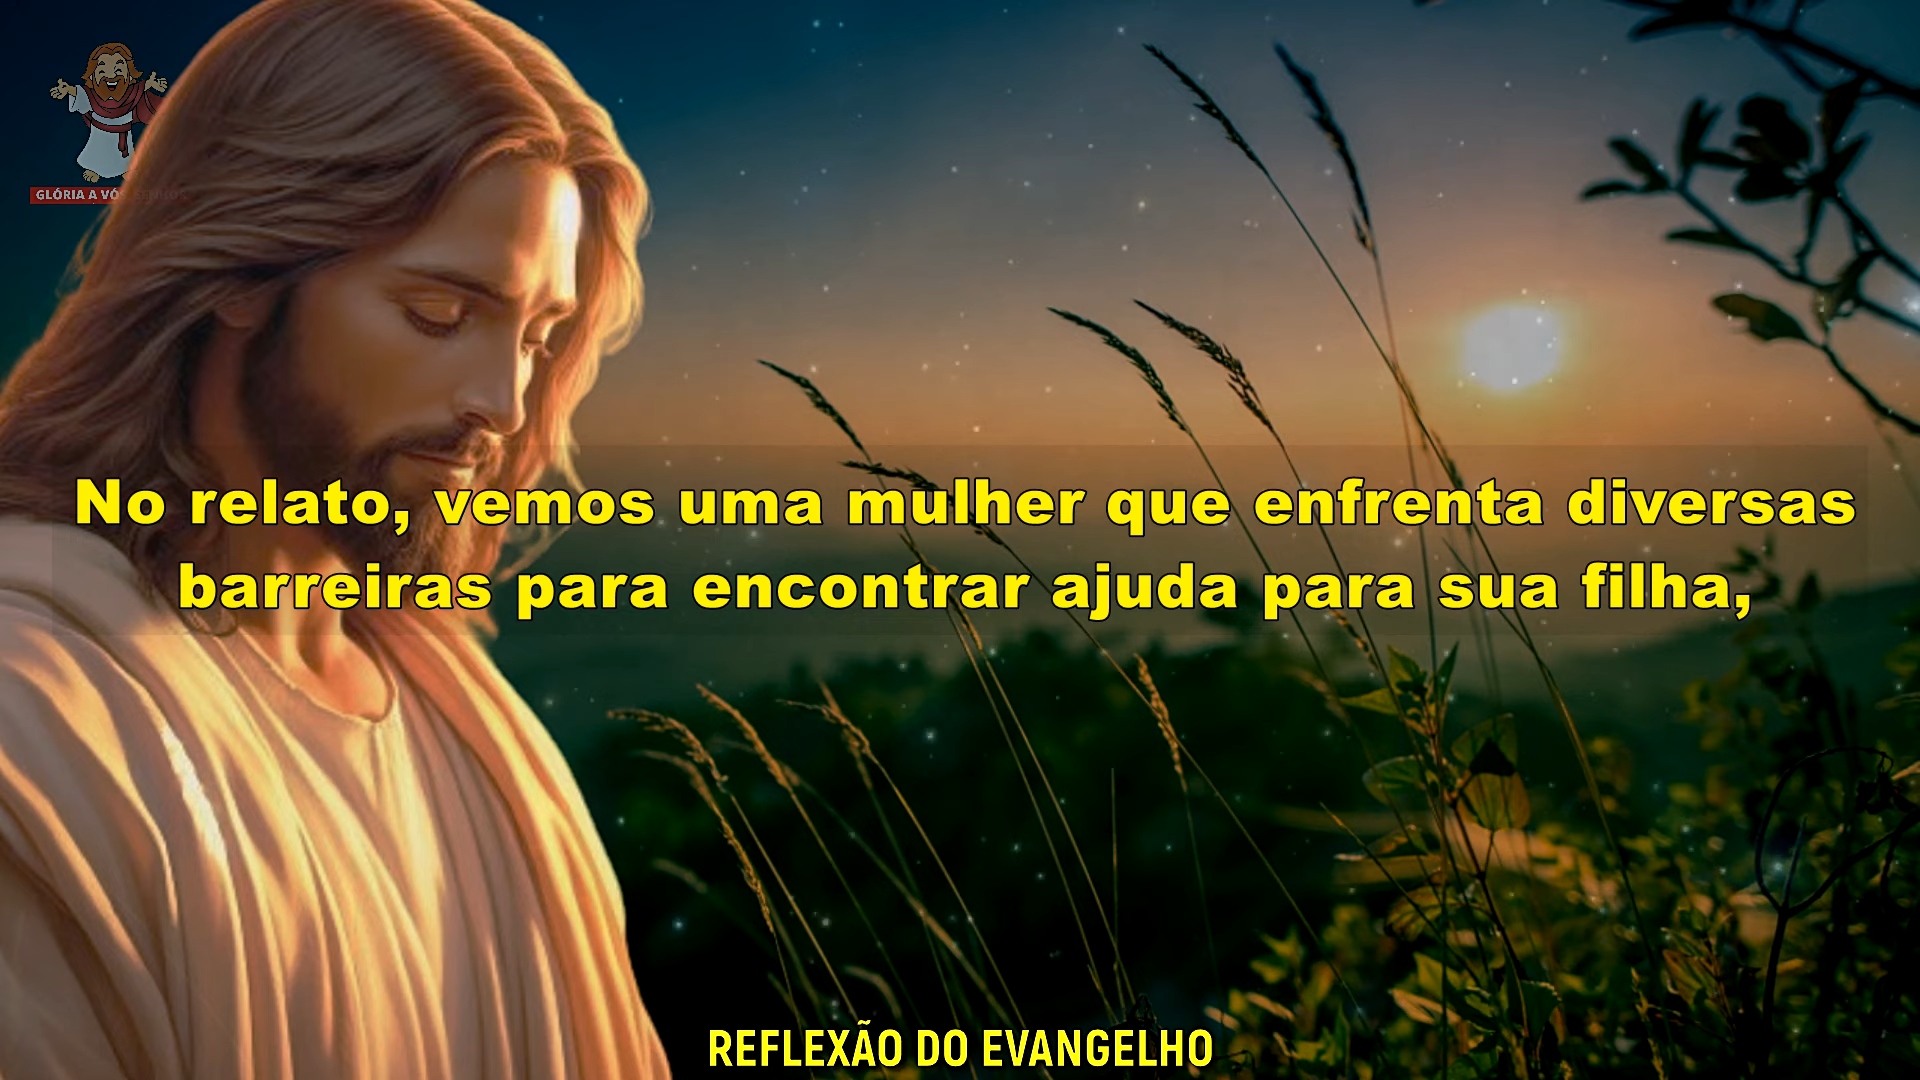 GLÓRIA A VÓS SENHOR
No relato, vemos uma mulher que enfrenta diversas
barreiras para encontrar ajuda para sua filha,
REFLEXÃO DO EVANGELHO